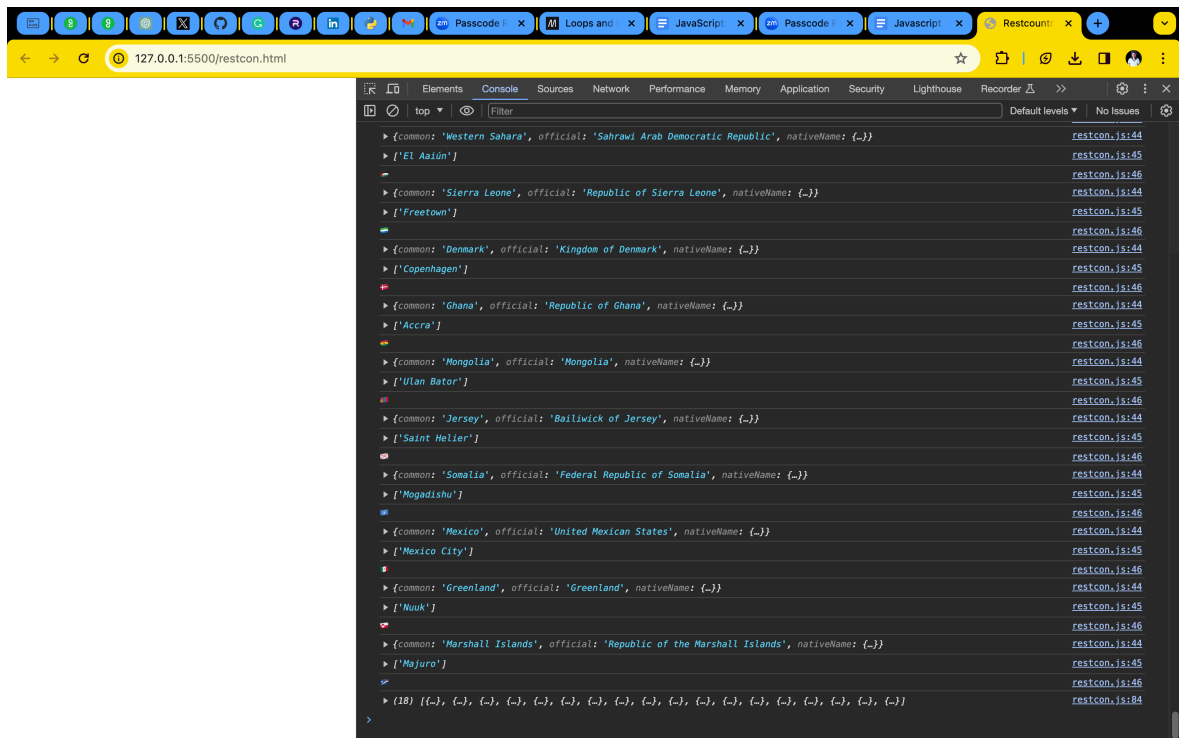 zm Passcode R × M Loops and × JavaScript × zm Passcode R × Javascript × Restcountr × +
127.0.0.1:5500/restcon.html
Elements Console Sources Network Performance Memory Application Security Lighthouse Recorder
top ▼ Filter Default levels ▼ No Issues
▶ {common: 'Western Sahara', official: 'Sahrawi Arab Democratic Republic', nativeName: {…}} restcon.js:44
▶ ['El Aaiún'] restcon.js:45
🇪🇭 restcon.js:46
▶ {common: 'Sierra Leone', official: 'Republic of Sierra Leone', nativeName: {…}} restcon.js:44
▶ ['Freetown'] restcon.js:45
🇸🇱 restcon.js:46
▶ {common: 'Denmark', official: 'Kingdom of Denmark', nativeName: {…}} restcon.js:44
▶ ['Copenhagen'] restcon.js:45
🇩🇰 restcon.js:46
▶ {common: 'Ghana', official: 'Republic of Ghana', nativeName: {…}} restcon.js:44
▶ ['Accra'] restcon.js:45
🇬🇭 restcon.js:46
▶ {common: 'Mongolia', official: 'Mongolia', nativeName: {…}} restcon.js:44
▶ ['Ulan Bator'] restcon.js:45
🇲🇳 restcon.js:46
▶ {common: 'Jersey', official: 'Bailiwick of Jersey', nativeName: {…}} restcon.js:44
▶ ['Saint Helier'] restcon.js:45
🇯🇪 restcon.js:46
▶ {common: 'Somalia', official: 'Federal Republic of Somalia', nativeName: {…}} restcon.js:44
▶ ['Mogadishu'] restcon.js:45
🇸🇴 restcon.js:46
▶ {common: 'Mexico', official: 'United Mexican States', nativeName: {…}} restcon.js:44
▶ ['Mexico City'] restcon.js:45
🇲🇽 restcon.js:46
▶ {common: 'Greenland', official: 'Greenland', nativeName: {…}} restcon.js:44
▶ ['Nuuk'] restcon.js:45
🇬🇱 restcon.js:46
▶ {common: 'Marshall Islands', official: 'Republic of the Marshall Islands', nativeName: {…}} restcon.js:44
▶ ['Majuro'] restcon.js:45
🇲🇭 restcon.js:46
▶ (18) [{…}, {…}, {…}, {…}, {…}, {…}, {…}, {…}, {…}, {…}, {…}, {…}, {…}, {…}, {…}, {…}, {…}, {…}] restcon.js:84